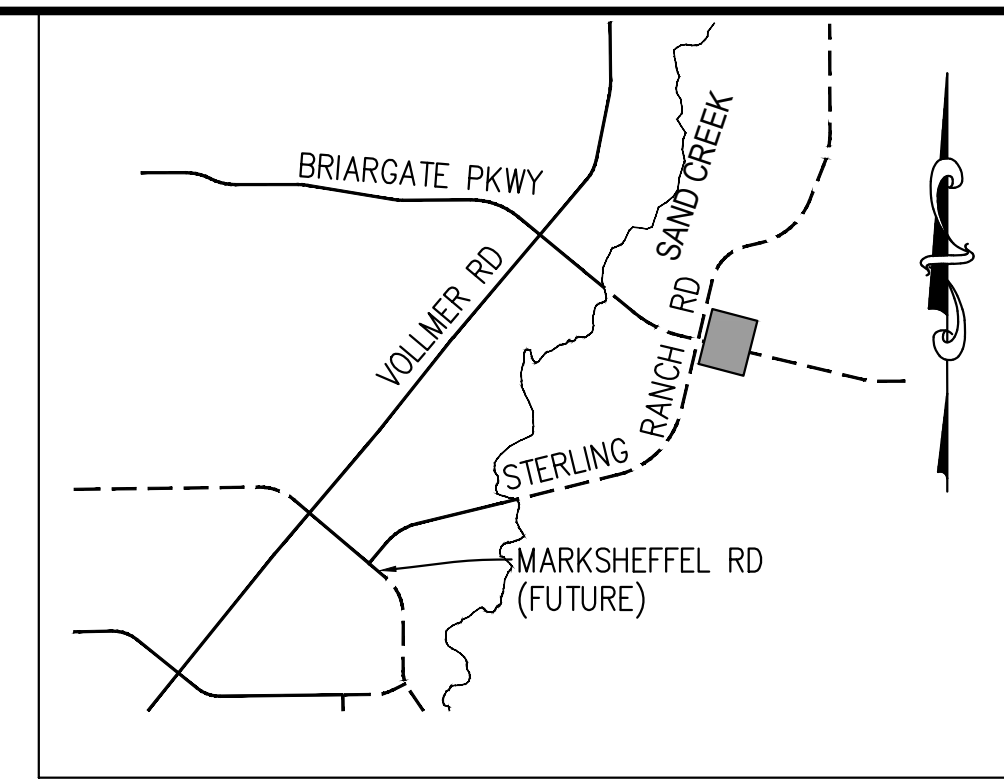 BRIARGATE PKWY
SAND CREEK
VOLLMER RD
STERLING RANCH RD
MARKSHEFFEL RD
(FUTURE)